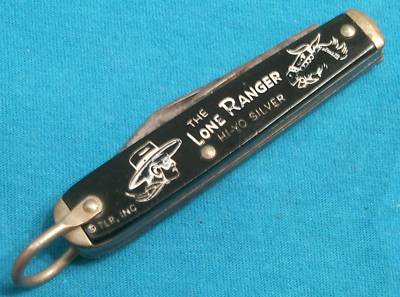 THE
LONE RANGER
HI-YO SILVER
© TLR, INC